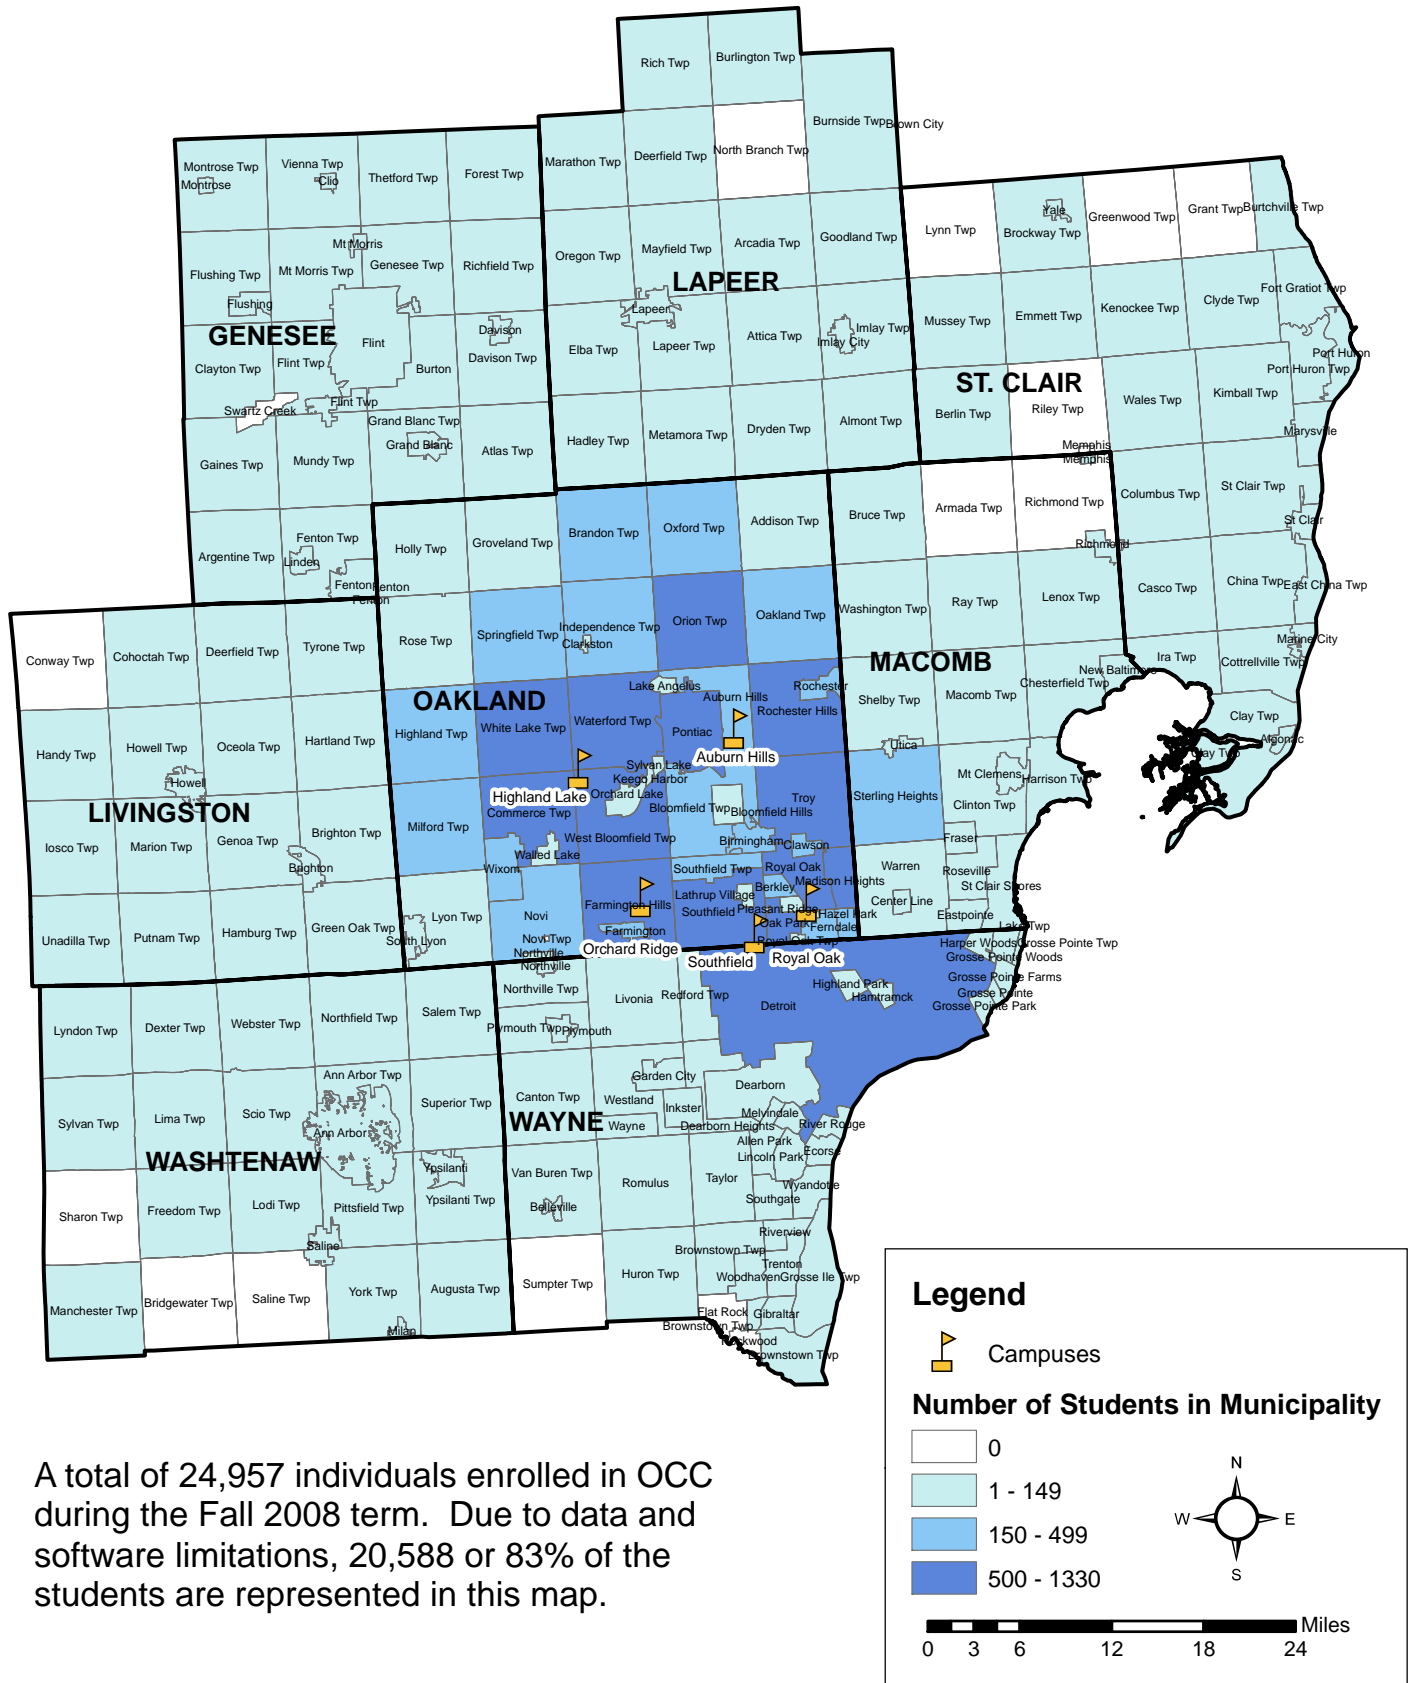 Rich Twp
Burlington Twp
Burnside Twp
Brown City
Marathon Twp
Deerfield Twp
North Branch Twp
Montrose Twp
Montrose
Vienna Twp
Clio
Thetford Twp
Forest Twp
Lynn Twp
Yale
Brockway Twp
Greenwood Twp
Grant Twp
Burtchville Twp
Oregon Twp
Mayfield Twp
Arcadia Twp
Goodland Twp
Flushing Twp
Mt Morris
Mt Morris Twp
Genesee Twp
Richfield Twp
LAPEER
Flushing
GENESEE
Flint
Davison
Davison Twp
Lapeer
Elba Twp
Lapeer Twp
Attica Twp
Imlay Twp
Imlay City
Mussey Twp
Emmett Twp
Kenockee Twp
Clyde Twp
Fort Gratiot Twp
Port Huron
Port Huron Twp
Clayton Twp
Flint Twp
Burton
ST. CLAIR
Swartz Creek
Flint Twp
Grand Blanc Twp
Grand Blanc
Atlas Twp
Gaines Twp
Mundy Twp
Hadley Twp
Metamora Twp
Dryden Twp
Almont Twp
Berlin Twp
Riley Twp
Memphis
Memphis
Wales Twp
Kimball Twp
Marysville
Argentine Twp
Fenton Twp
Linden
Fenton
Fenton
Fenton
Holly Twp
Groveland Twp
Brandon Twp
Oxford Twp
Addison Twp
Bruce Twp
Armada Twp
Richmond Twp
Richmond
Columbus Twp
St Clair Twp
St Clair
Rose Twp
Springfield Twp
Independence Twp
Clarkston
Orion Twp
Oakland Twp
Washington Twp
Ray Twp
Lenox Twp
Casco Twp
China Twp
East China Twp
Conway Twp
Cohoctah Twp
Deerfield Twp
Tyrone Twp
OAKLAND
Highland Twp
White Lake Twp
Waterford Twp
Lake Angelus
Pontiac
Auburn Hills
Rochester
Rochester Hills
MACOMB
Shelby Twp
Macomb Twp
Chesterfield Twp
New Baltimore
Ira Twp
Marine City
Cottrellville Twp
Clay Twp
Algonac
Clay Twp
Handy Twp
Howell Twp
Oceola Twp
Hartland Twp
Howell
LIVINGSTON
Auburn Hills
Utica
Highland Lake
Sylvan Lake
Keego Harbor
Orchard Lake
Milford Twp
Commerce Twp
West Bloomfield Twp
Bloomfield Twp
Bloomfield Hills
Troy
Sterling Heights
Mt Clemens
Harrison Twp
Clinton Twp
Iosco Twp
Marion Twp
Genoa Twp
Brighton Twp
Brighton
Walled Lake
Wixom
Birmingham
Clawson
Fraser
Southfield Twp
Royal Oak
Madison Heights
Warren
Roseville
St Clair Shores
Center Line
Eastpointe
Lake Twp
Unadilla Twp
Putnam Twp
Hamburg Twp
Green Oak Twp
South Lyon
Lyon Twp
Novi
Novi Twp
Northville
Northville
Farmington Hills
Farmington
Lathrup Village
Southfield
Berkley
Pleasant Ridge
Oak Park
Hazel Park
Ferndale
Royal Oak Twp
Orchard Ridge
Southfield
Royal Oak
Harper Woods
Grosse Pointe Twp
Grosse Pointe Woods
Grosse Pointe Farms
Grosse Pointe
Grosse Pointe Park
Lyndon Twp
Dexter Twp
Webster Twp
Northfield Twp
Salem Twp
Northville Twp
Livonia
Redford Twp
Detroit
Highland Park
Hamtramck
Plymouth Twp
Plymouth
Sylvan Twp
Lima Twp
Scio Twp
Ann Arbor Twp
Ann Arbor
Superior Twp
Canton Twp
Garden City
Westland
Wayne
Inkster
Dearborn
Dearborn Heights
Melvindale
River Rouge
Allen Park
Ecorse
Lincoln Park
WAYNE
WASHTENAW
Sharon Twp
Freedom Twp
Lodi Twp
Pittsfield Twp
Ypsilanti
Ypsilanti Twp
Van Buren Twp
Belleville
Romulus
Taylor
Wyandotte
Southgate
Saline
Riverview
Brownstown Twp
Trenton
Woodhaven
Grosse Ile Twp
Manchester Twp
Bridgewater Twp
Saline Twp
York Twp
Milan
Augusta Twp
Sumpter Twp
Huron Twp
Flat Rock
Gibraltar
Brownstown Twp
Rockwood
Brownstown Twp
Legend
Campuses
Number of Students in Municipality
0
1 - 149
150 - 499
500 - 1330
N
W
E
S
Miles
0 3 6 12 18 24
A total of 24,957 individuals enrolled in OCC
during the Fall 2008 term. Due to data and
software limitations, 20,588 or 83% of the
students are represented in this map.